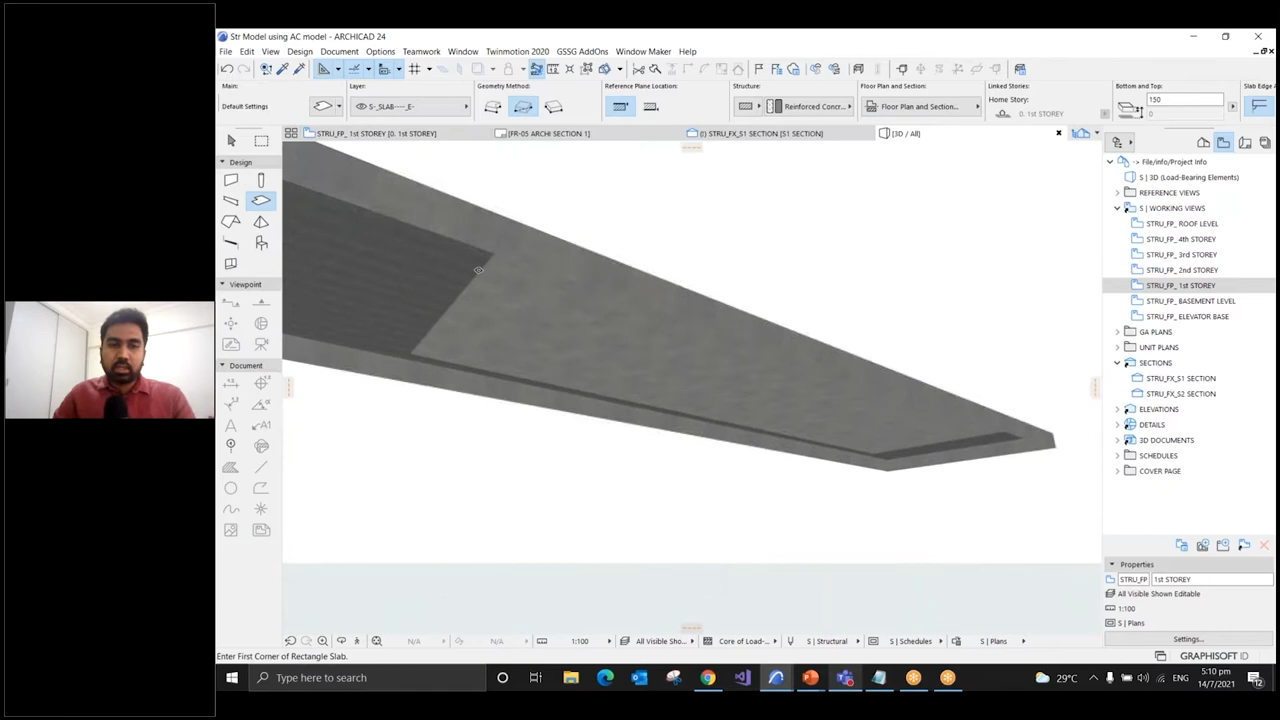 Str Model using AC model - ARCHICAD 24
File Edit View Design Document Options Teamwork Window Twinmotion 2020 GSSG AddOns Window Maker Help
Main: Layer: Geometry Method: Reference Plane Location: Structure: Floor Plan and Section: Linked Stories: Bottom and Top: Slab Edge
Default Settings S-_SLAB----_E- Reinforced Concr... Floor Plan and Section... Home Story: 150
0. 1st STOREY 0
STRU_FP_ 1st STOREY [0. 1st STOREY] [FR-05 ARCHI SECTION 1] (!) STRU_FX_S1 SECTION [S1 SECTION] [3D / All]
Design
Viewpoint
Document
A A1
-> File/info/Project Info
S | 3D (Load-Bearing Elements)
REFERENCE VIEWS
S | WORKING VIEWS
STRU_FP_ ROOF LEVEL
STRU_FP_ 4th STOREY
STRU_FP_ 3rd STOREY
STRU_FP_ 2nd STOREY
STRU_FP_ 1st STOREY
STRU_FP_ BASEMENT LEVEL
STRU_FP_ ELEVATOR BASE
GA PLANS
UNIT PLANS
SECTIONS
STRU_FX_S1 SECTION
STRU_FX_S2 SECTION
ELEVATIONS
DETAILS
3D DOCUMENTS
SCHEDULES
COVER PAGE
Properties
STRU_FP 1st STOREY
All Visible Shown Editable
1:100
S | Plans
Settings...
N/A N/A 1:100 All Visible Sho... Core of Load-... S | Structural S | Schedules S | Plans
Enter First Corner of Rectangle Slab. GRAPHISOFT ID
Type here to search 29°C ENG 5:10 pm
14/7/2021